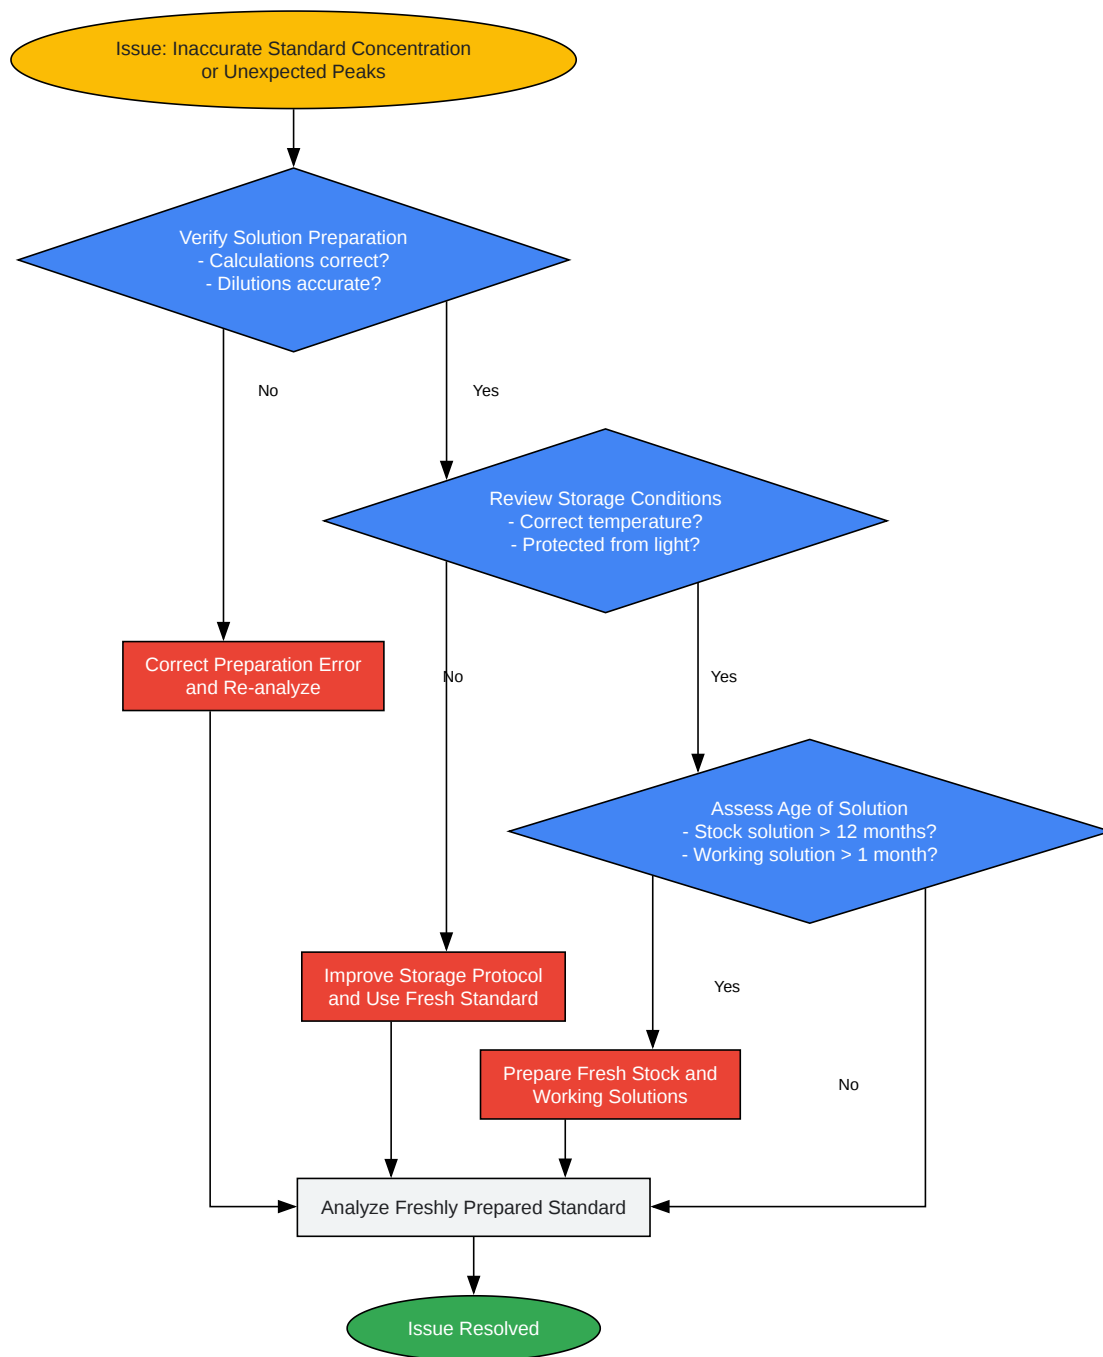 Issue: Inaccurate Standard Concentration
or Unexpected Peaks
Verify Solution Preparation
- Calculations correct?
- Dilutions accurate?
No
Yes
Review Storage Conditions
- Correct temperature?
- Protected from light?
Correct Preparation Error
and Re-analyze
No
Yes
Assess Age of Solution
- Stock solution > 12 months?
- Working solution > 1 month?
Improve Storage Protocol
and Use Fresh Standard
Yes
Prepare Fresh Stock and
Working Solutions
No
Analyze Freshly Prepared Standard
Issue Resolved